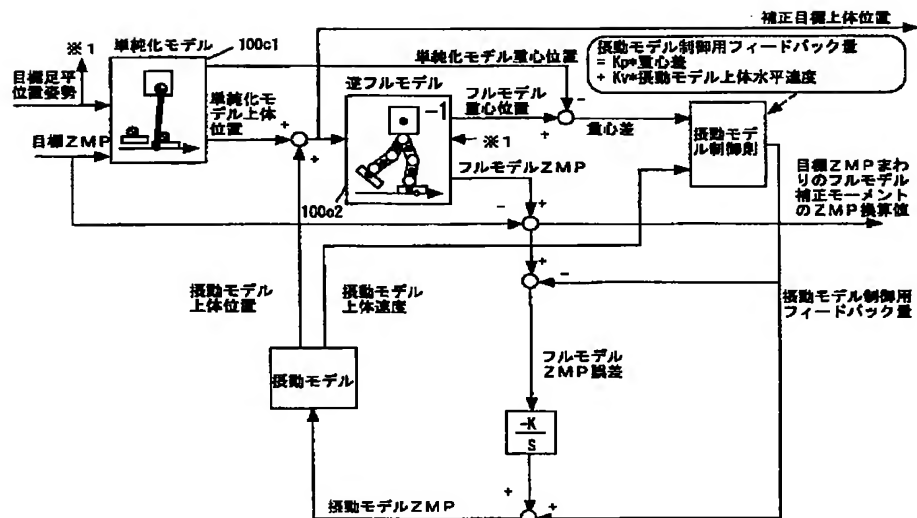 補正目標上体位置
※1
単純化モデル
100c1
単純化モデル重心位置
摂動モデル制御用フィードバック量
= Kp*重心差
+ Kv*摂動モデル上体水平速度
目標足平
位置姿勢
単純化モ
デル上体
位置
逆フルモデル
フルモデル
重心位置
-1
重心差
摂動モデル
制御則
目標ZMP
※1
フルモデルZMP
100c2
目標ZMPまわ
りのフルモデル
補正モーメント
のZMP換算値
摂動モデル
上体位置
摂動モデル
上体速度
摂動モデル制御用
フィードバック量
フルモデル
ZMP誤差
摂動モデル
-K
S
摂動モデルZMP